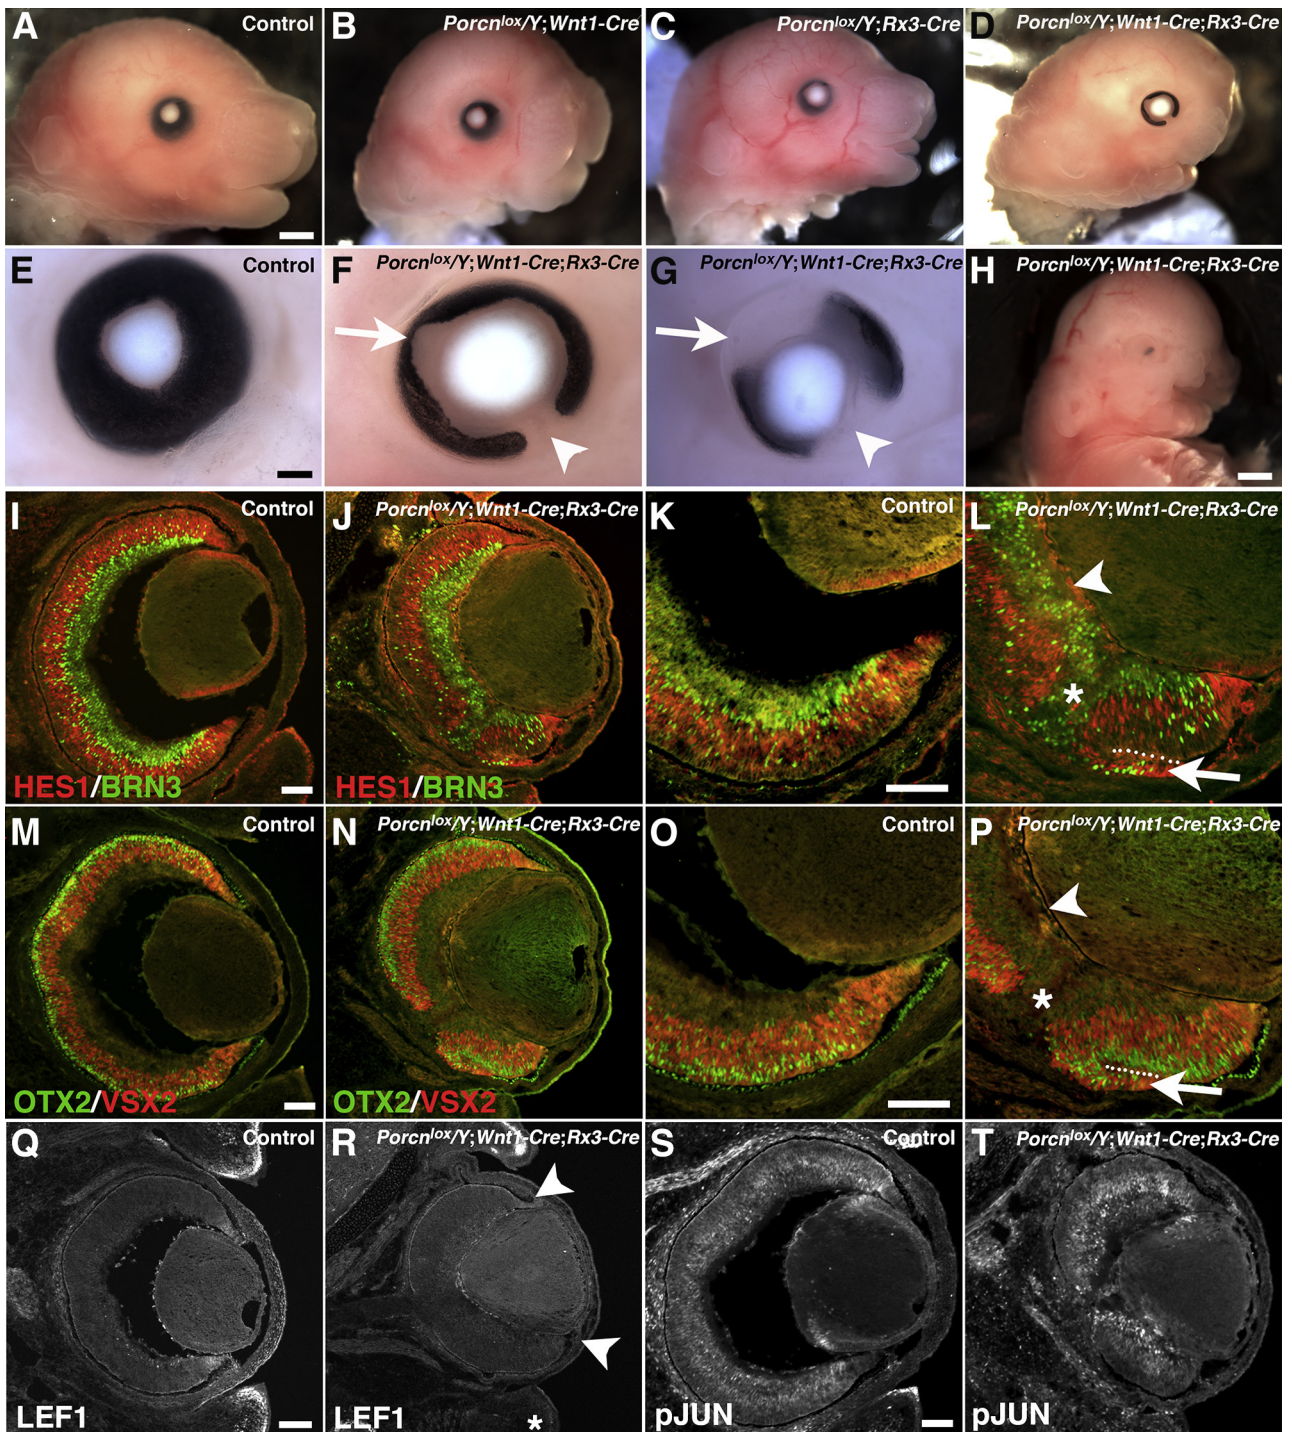 A Control
B Porcnlox/Y;Wnt1-Cre
C Porcnlox/Y;Rx3-Cre
D Porcnlox/Y;Wnt1-Cre;Rx3-Cre
E Control
F Porcnlox/Y;Wnt1-Cre;Rx3-Cre
G Porcnlox/Y;Wnt1-Cre;Rx3-Cre
H Porcnlox/Y;Wnt1-Cre;Rx3-Cre
I Control
HES1/BRN3
J Porcnlox/Y;Wnt1-Cre;Rx3-Cre
HES1/BRN3
K Control
L Porcnlox/Y;Wnt1-Cre;Rx3-Cre
*
M Control
OTX2/VSX2
N Porcnlox/Y;Wnt1-Cre;Rx3-Cre
OTX2/VSX2
O Control
P Porcnlox/Y;Wnt1-Cre;Rx3-Cre
*
Q Control
LEF1
R Porcnlox/Y;Wnt1-Cre;Rx3-Cre
LEF1
*
S Control
pJUN
T Porcnlox/Y;Wnt1-Cre;Rx3-Cre
pJUN